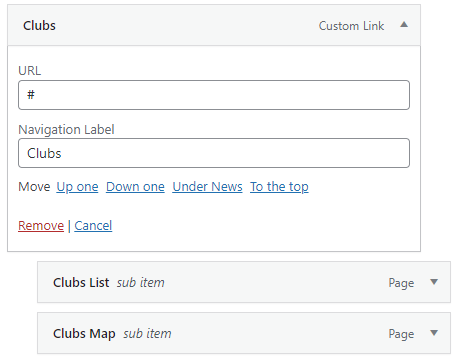 Clubs Custom Link
URL
#
Navigation Label
Clubs
Move Up one Down one Under News To the top
Remove | Cancel
Clubs List sub item Page
Clubs Map sub item Page